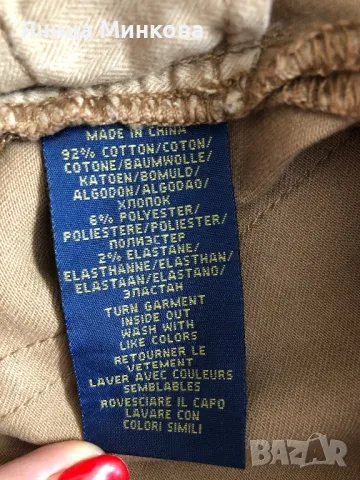 Яница Минкова.
MADE IN CHINA
92% COTTON/COTON/
COTONE/BAUMWOLLE/
KATOEN/BOMULD/
ALGODON/ALGODAO/
ХЛОПОК
6% POLYESTER/
POLIESTERE/POLIESTER/
ПОЛИЭСТЕР
2% ELASTANE/
ELASTHANNE/ELASTHAN/
ELASTAAN/ELASTANO/
ЭЛАСТАН
TURN GARMENT
INSIDE OUT
WASH WITH
LIKE COLORS
RETOURNER LE
VETEMENT
LAVER AVEC COULEURS
SEMBLABLES
ROVESCIARE IL CAPO
LAVARE CON
COLORI SIMILI
BAZAR
bg